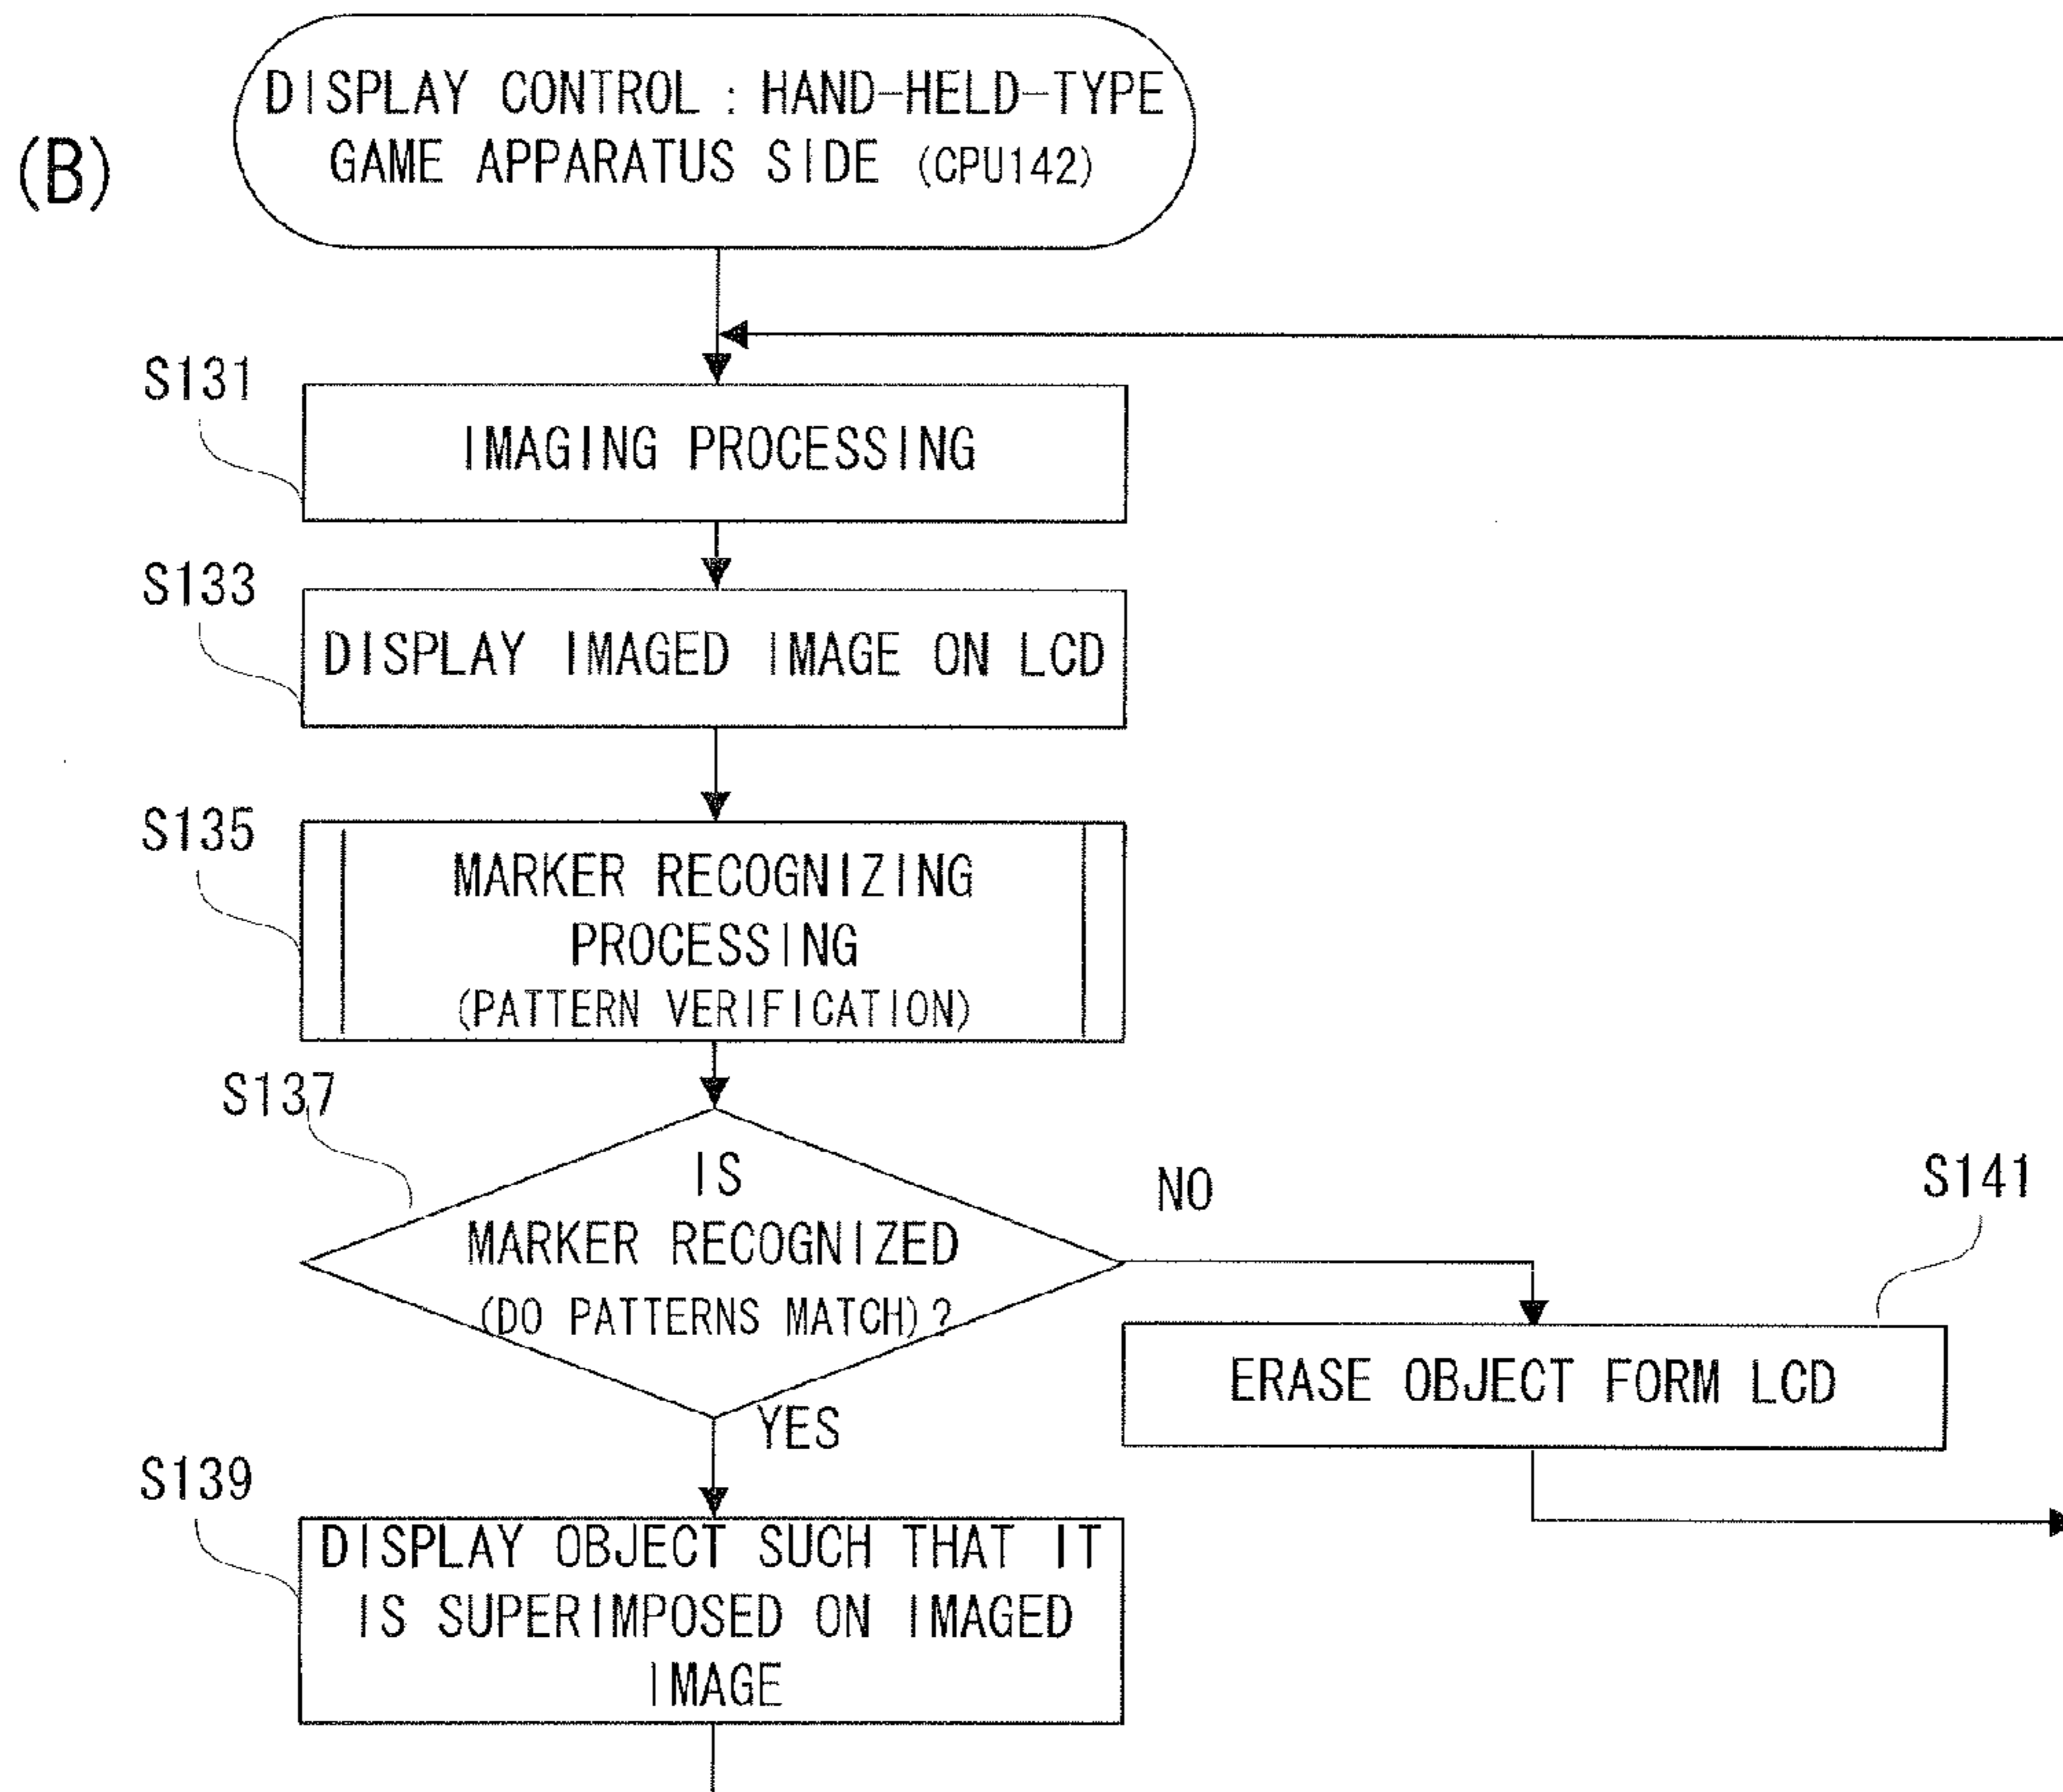 (B)
DISPLAY CONTROL : HAND-HELD-TYPE
GAME APPARATUS SIDE (CPU142)
S131
IMAGING PROCESSING
S133
DISPLAY IMAGED IMAGE ON LCD
S135
MARKER RECOGNIZING
PROCESSING
(PATTERN VERIFICATION)
S137
IS
MARKER RECOGNIZED
(DO PATTERNS MATCH)?
NO
S141
ERASE OBJECT FORM LCD
YES
S139
DISPLAY OBJECT SUCH THAT IT
IS SUPERIMPOSED ON IMAGED
IMAGE